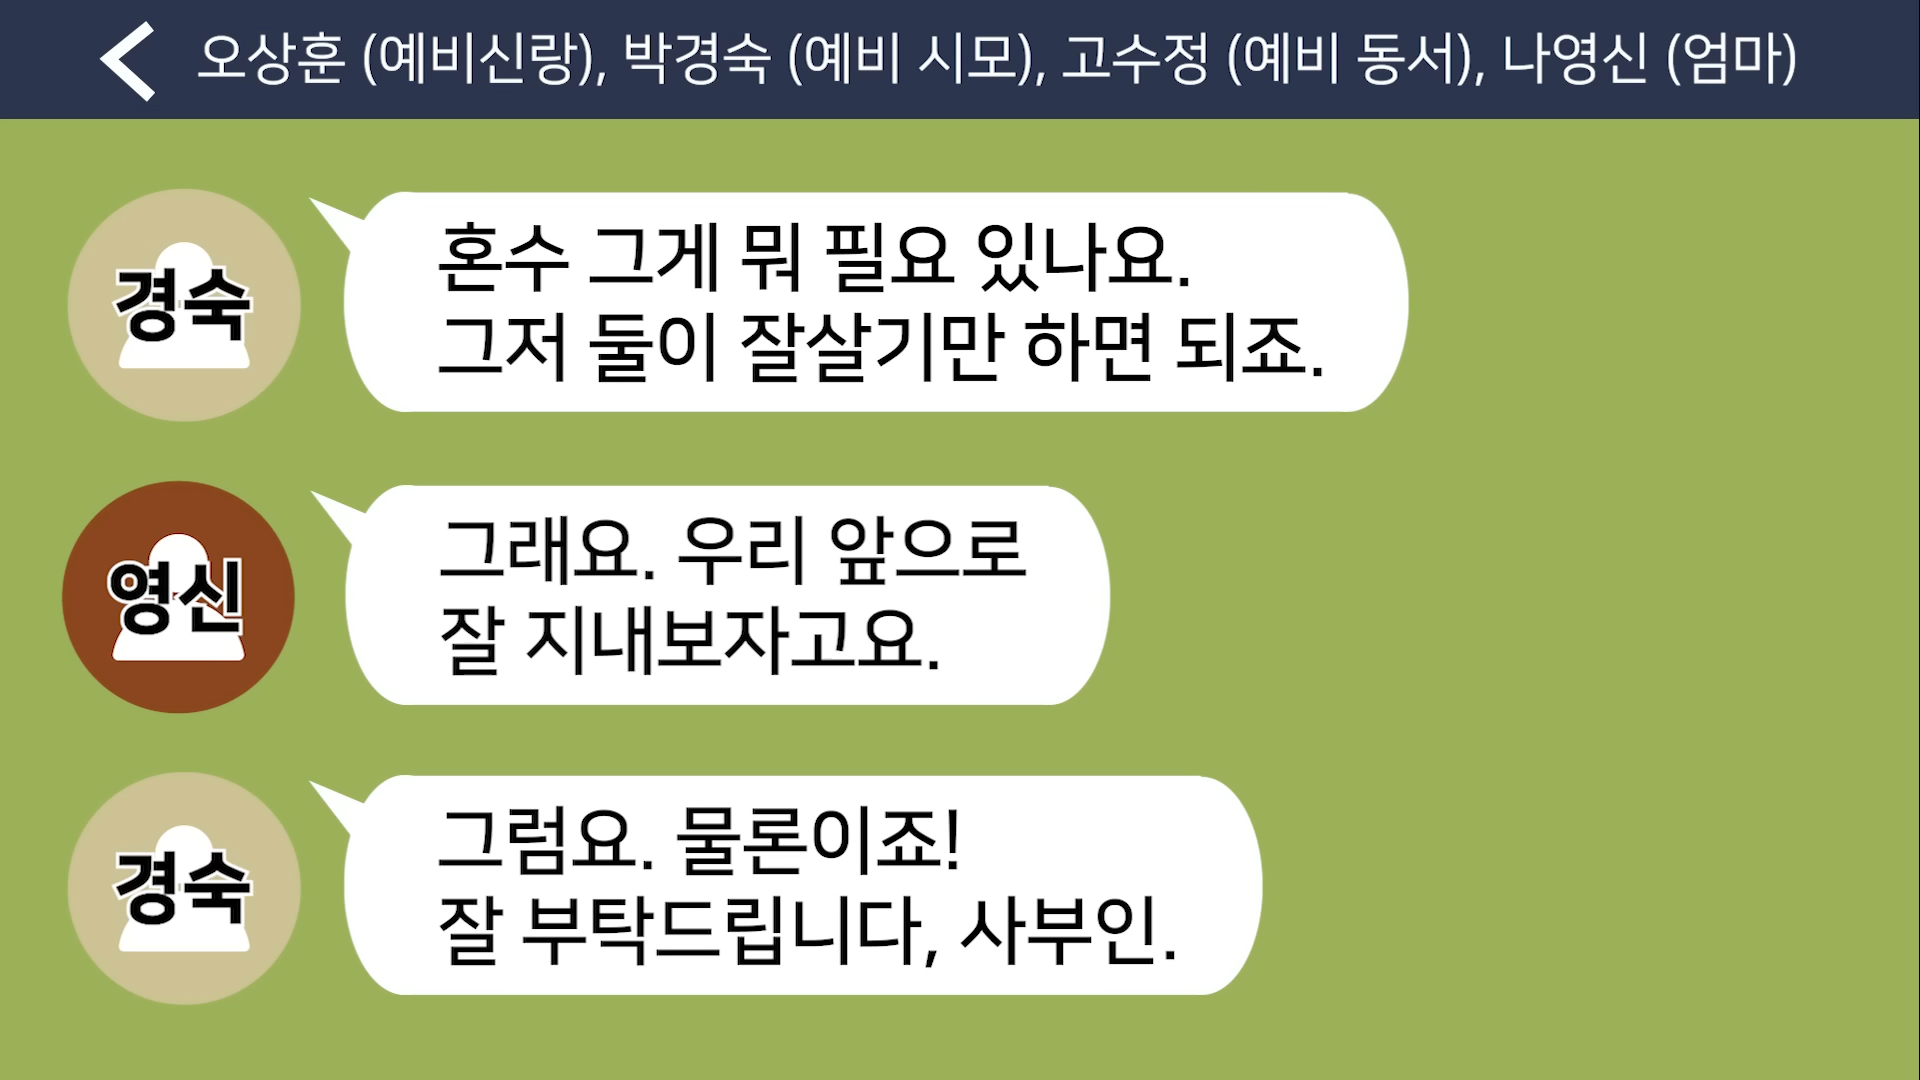 오상훈 (예비신랑), 박경숙 (예비 시모), 고수정 (예비 동서), 나영신 (엄마)
경숙
혼수 그게 뭐 필요 있나요.
그저 둘이 잘살기만 하면 되죠.
영신
그래요. 우리 앞으로
잘 지내보자고요.
경숙
그럼요. 물론이죠!
잘 부탁드립니다, 사부인.